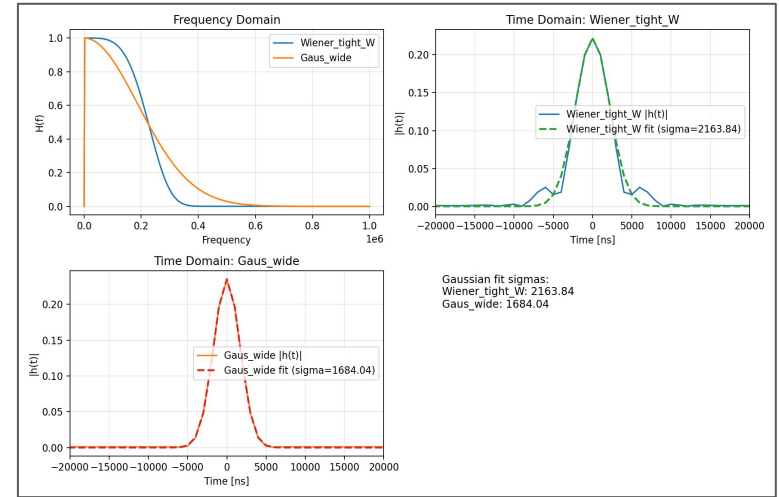 Frequency Domain
H(f)
1.0
0.8
0.6
0.4
0.2
0.0
Wiener_tight_W
Gaus_wide
0.0 0.2 0.4 0.6 0.8 1.0
1e6
Frequency
Time Domain: Wiener_tight_W
|h(t)|
0.20
0.15
0.10
0.05
0.00
Wiener_tight_W |h(t)|
Wiener_tight_W fit (sigma=2163.84)
−20000 −15000 −10000 −5000 0 5000 10000 15000 20000
Time [ns]
Time Domain: Gaus_wide
|h(t)|
0.20
0.15
0.10
0.05
0.00
Gaus_wide |h(t)|
Gaus_wide fit (sigma=1684.04)
−20000 −15000 −10000 −5000 0 5000 10000 15000 20000
Time [ns]
Gaussian fit sigmas:
Wiener_tight_W: 2163.84
Gaus_wide: 1684.04